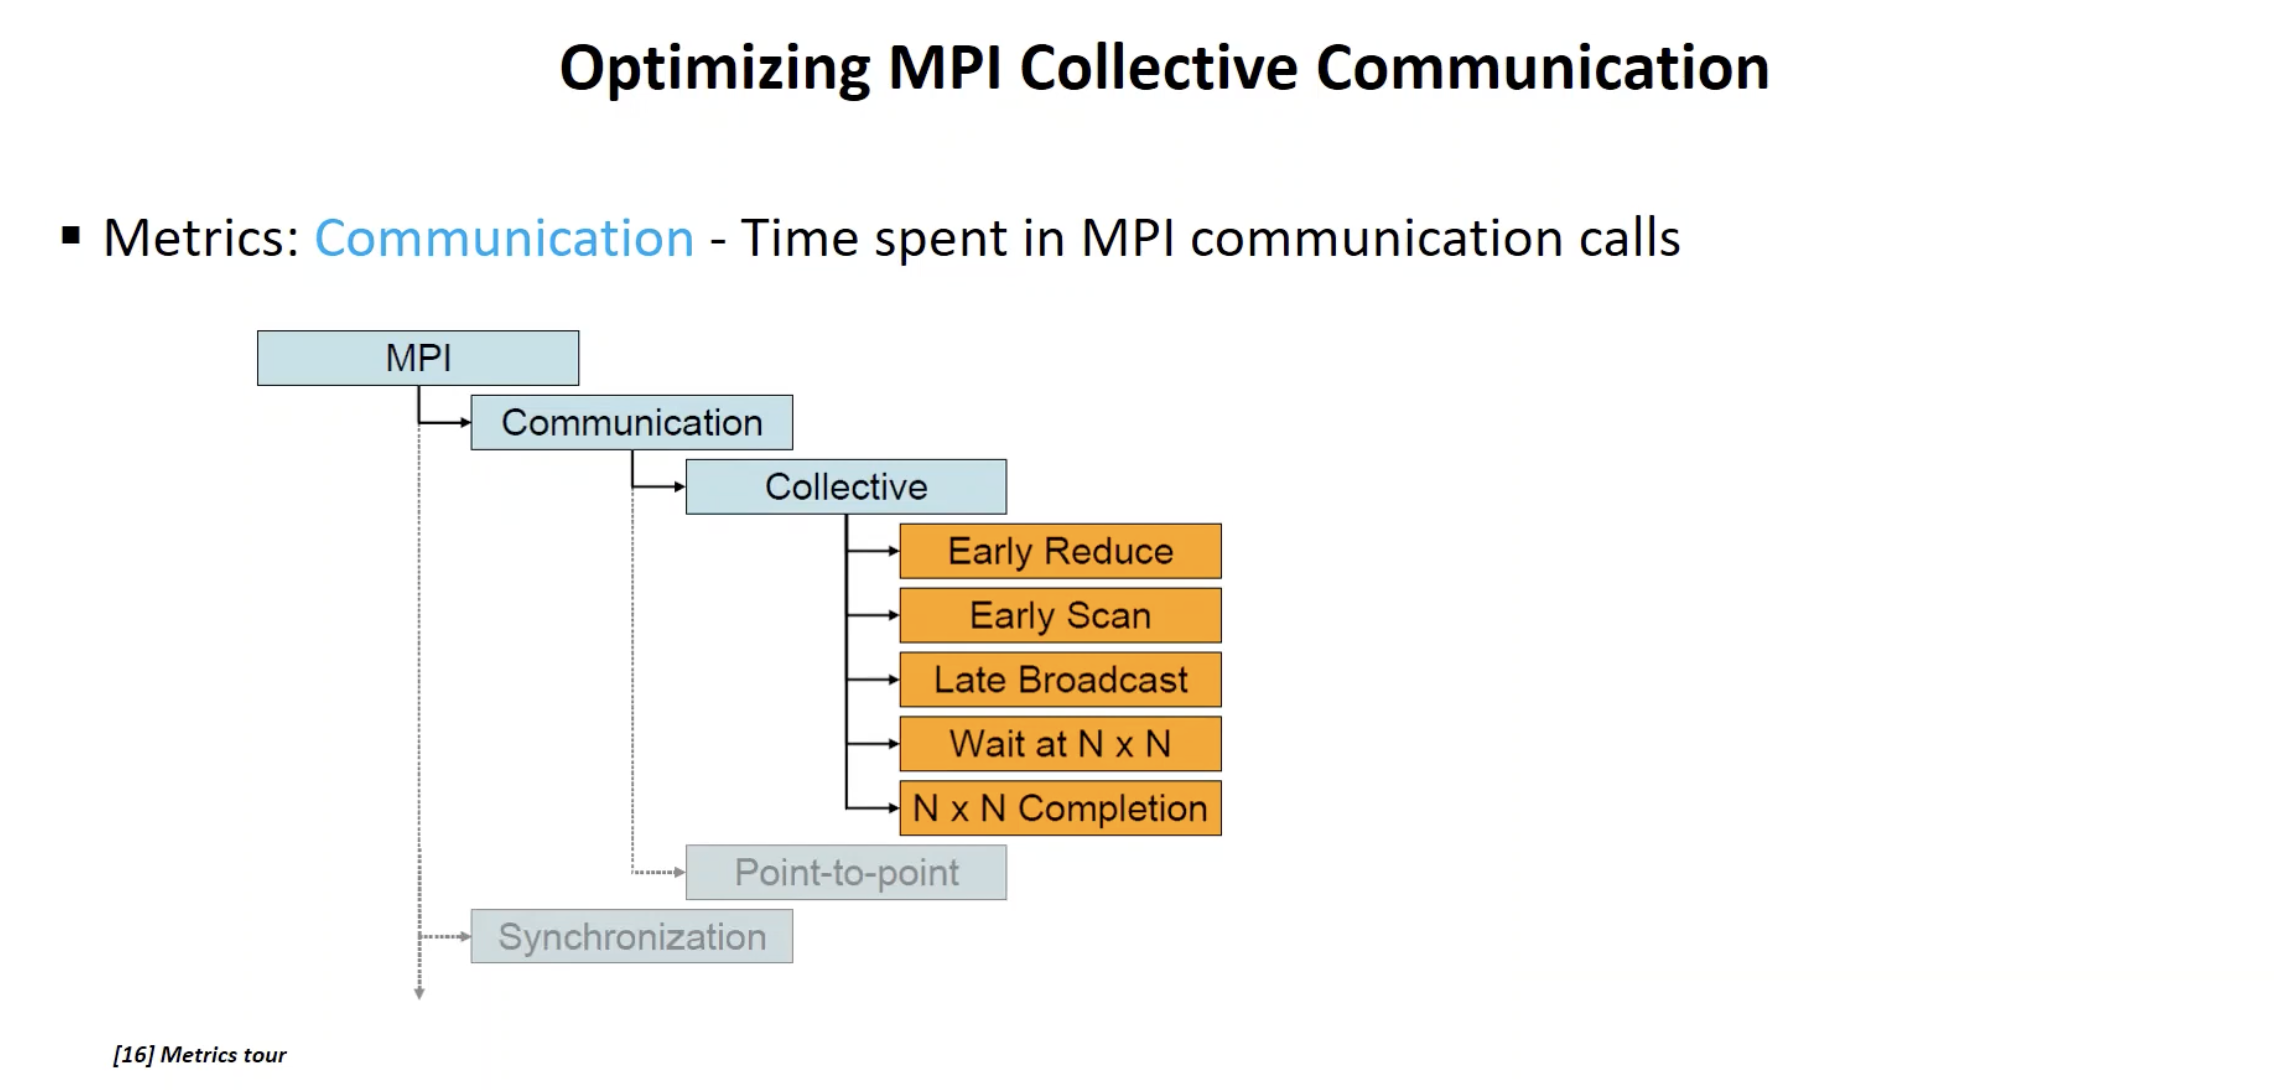 Optimizing MPI Collective Communication
▪ Metrics: Communication - Time spent in MPI communication calls
MPI
Communication
Collective
Early Reduce
Early Scan
Late Broadcast
Wait at N x N
N x N Completion
Point-to-point
Synchronization
[16] Metrics tour